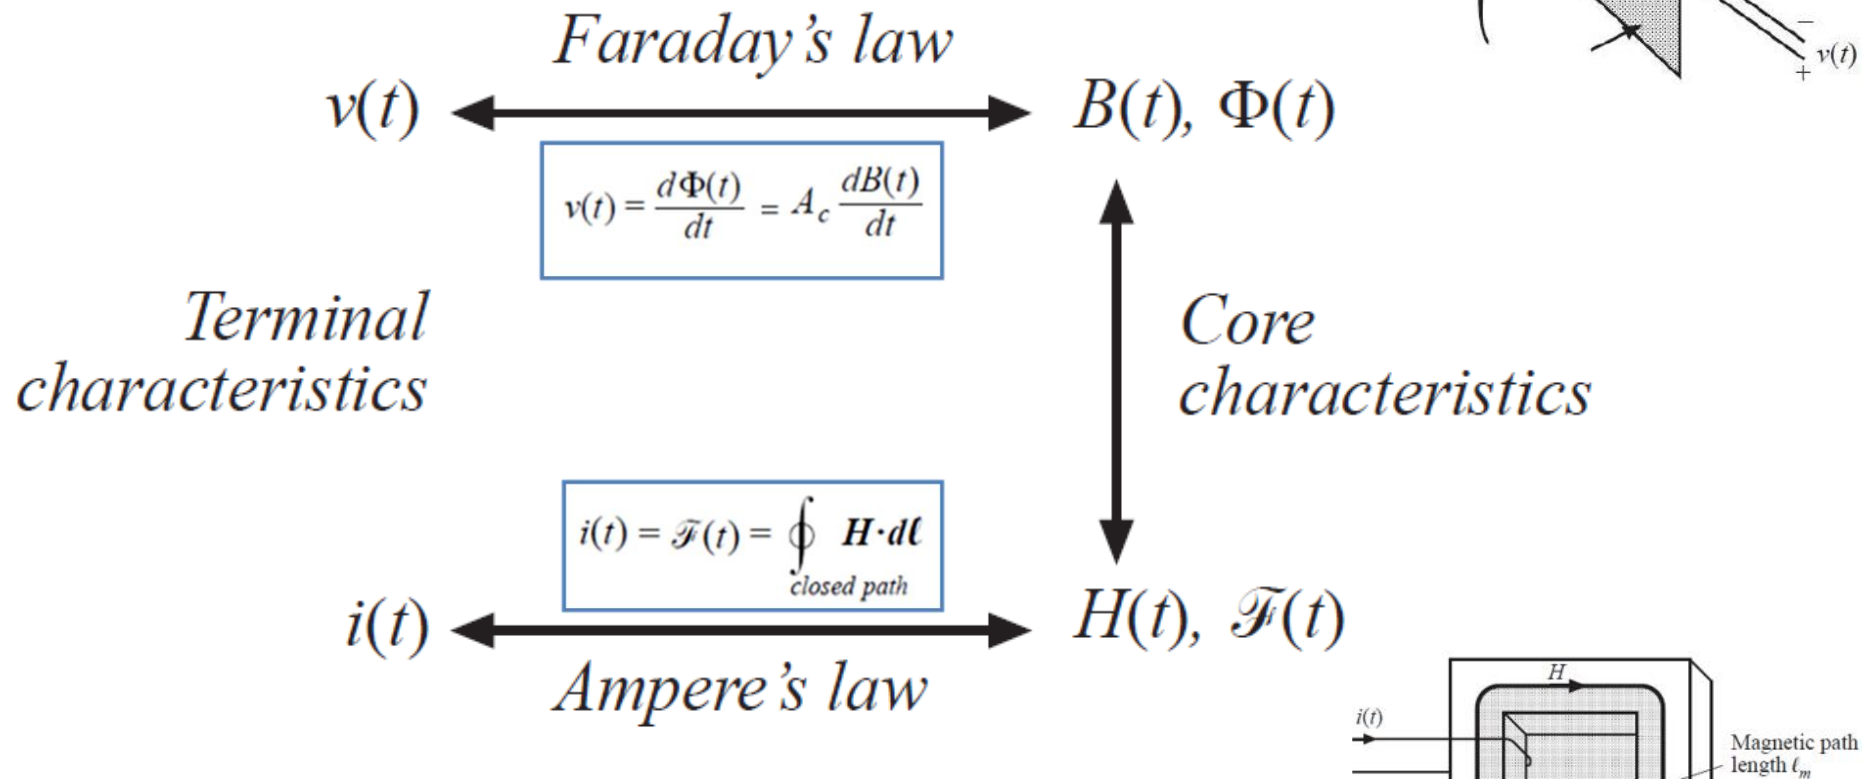 Faraday's law
−
v(t)
+
v(t)
B(t), Φ(t)
v(t) = dΦ(t)/dt = A_c dB(t)/dt
Terminal
characteristics
Core
characteristics
i(t) = ℱ(t) = ∮ H·dℓ
closed path
i(t)
H(t), ℱ(t)
Ampere's law
H
i(t)
Magnetic path
length ℓ_m